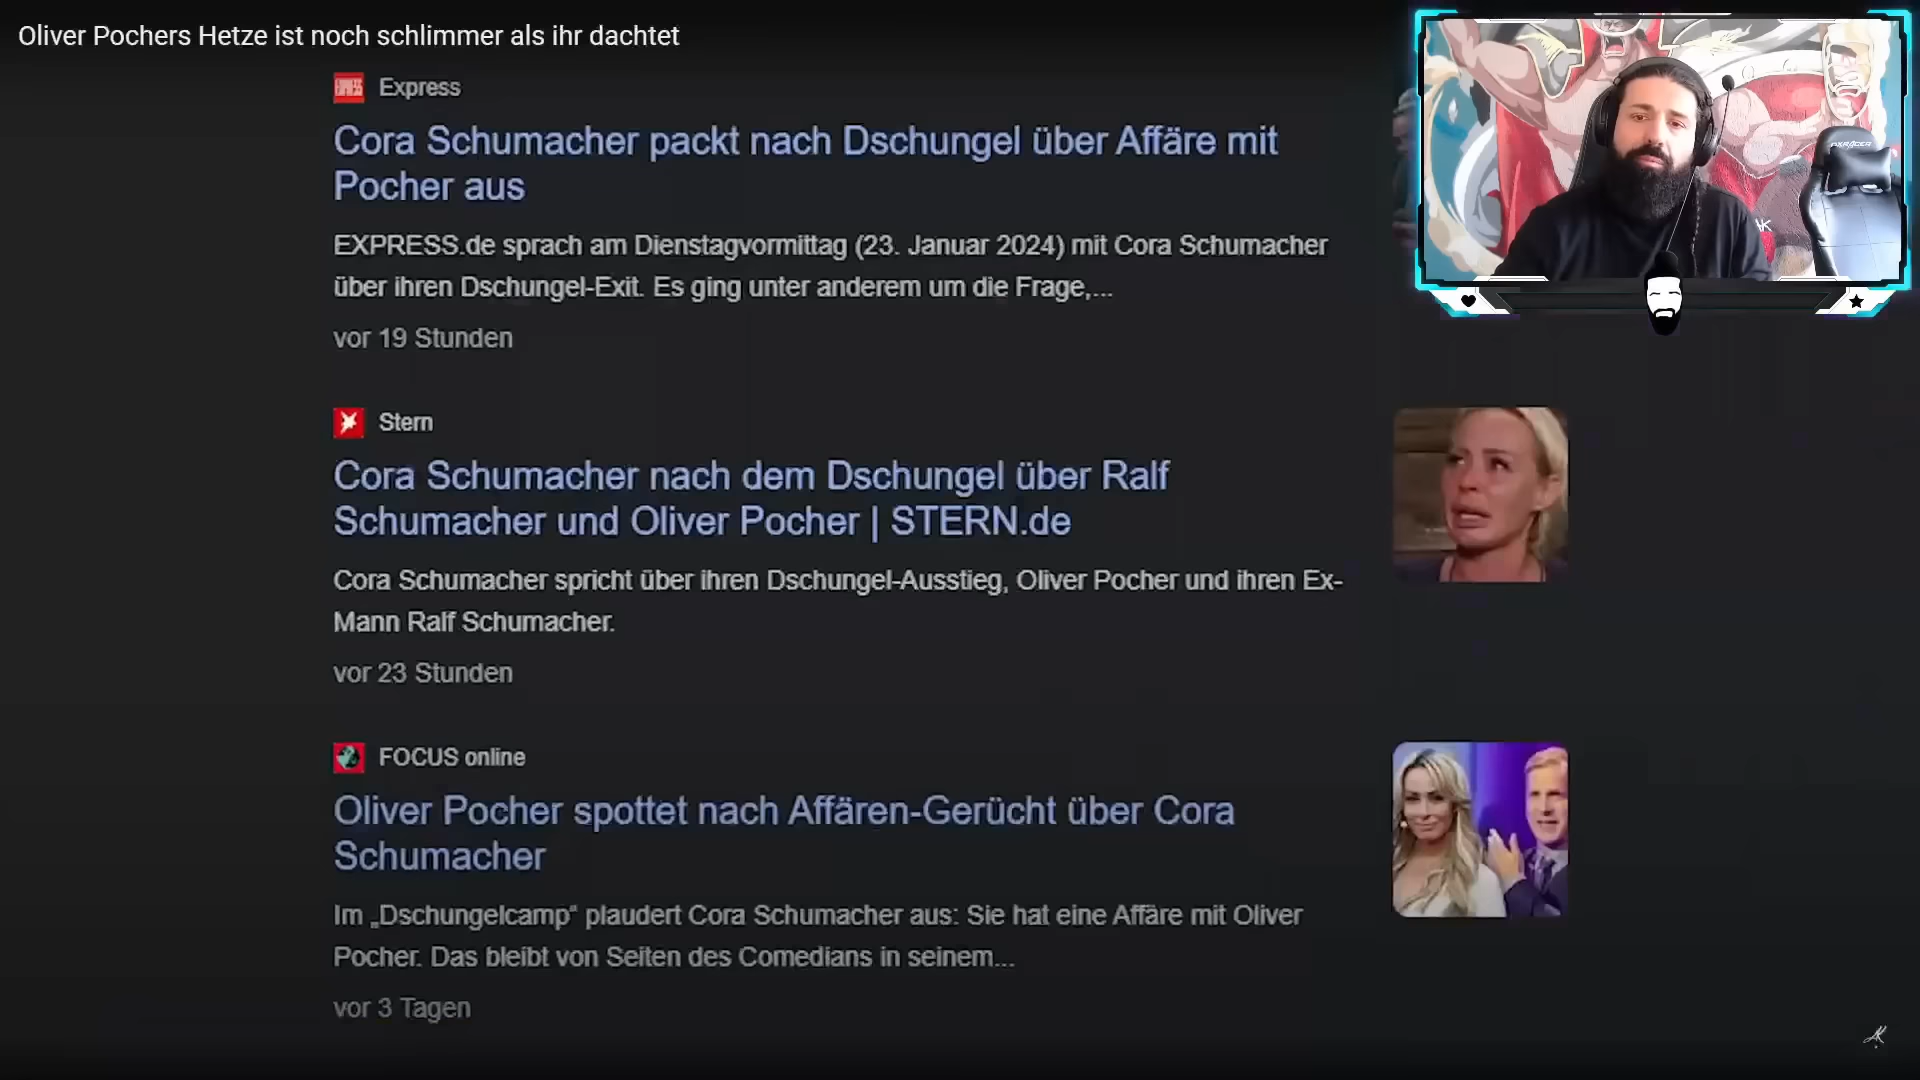 Oliver Pochers Hetze ist noch schlimmer als ihr dachtet
EXPRESS
Express
Cora Schumacher packt nach Dschungel über Affäre mit
Pocher aus
EXPRESS.de sprach am Dienstagvormittag (23. Januar 2024) mit Cora Schumacher
über ihren Dschungel-Exit. Es ging unter anderem um die Frage,...
vor 19 Stunden
Stern
Cora Schumacher nach dem Dschungel über Ralf
Schumacher und Oliver Pocher | STERN.de
Cora Schumacher spricht über ihren Dschungel-Ausstieg, Oliver Pocher und ihren Ex-
Mann Ralf Schumacher.
vor 23 Stunden
FOCUS online
Oliver Pocher spottet nach Affären-Gerücht über Cora
Schumacher
Im „Dschungelcamp“ plaudert Cora Schumacher aus: Sie hat eine Affäre mit Oliver
Pocher. Das bleibt von Seiten des Comedians in seinem...
vor 3 Tagen
DXRACER